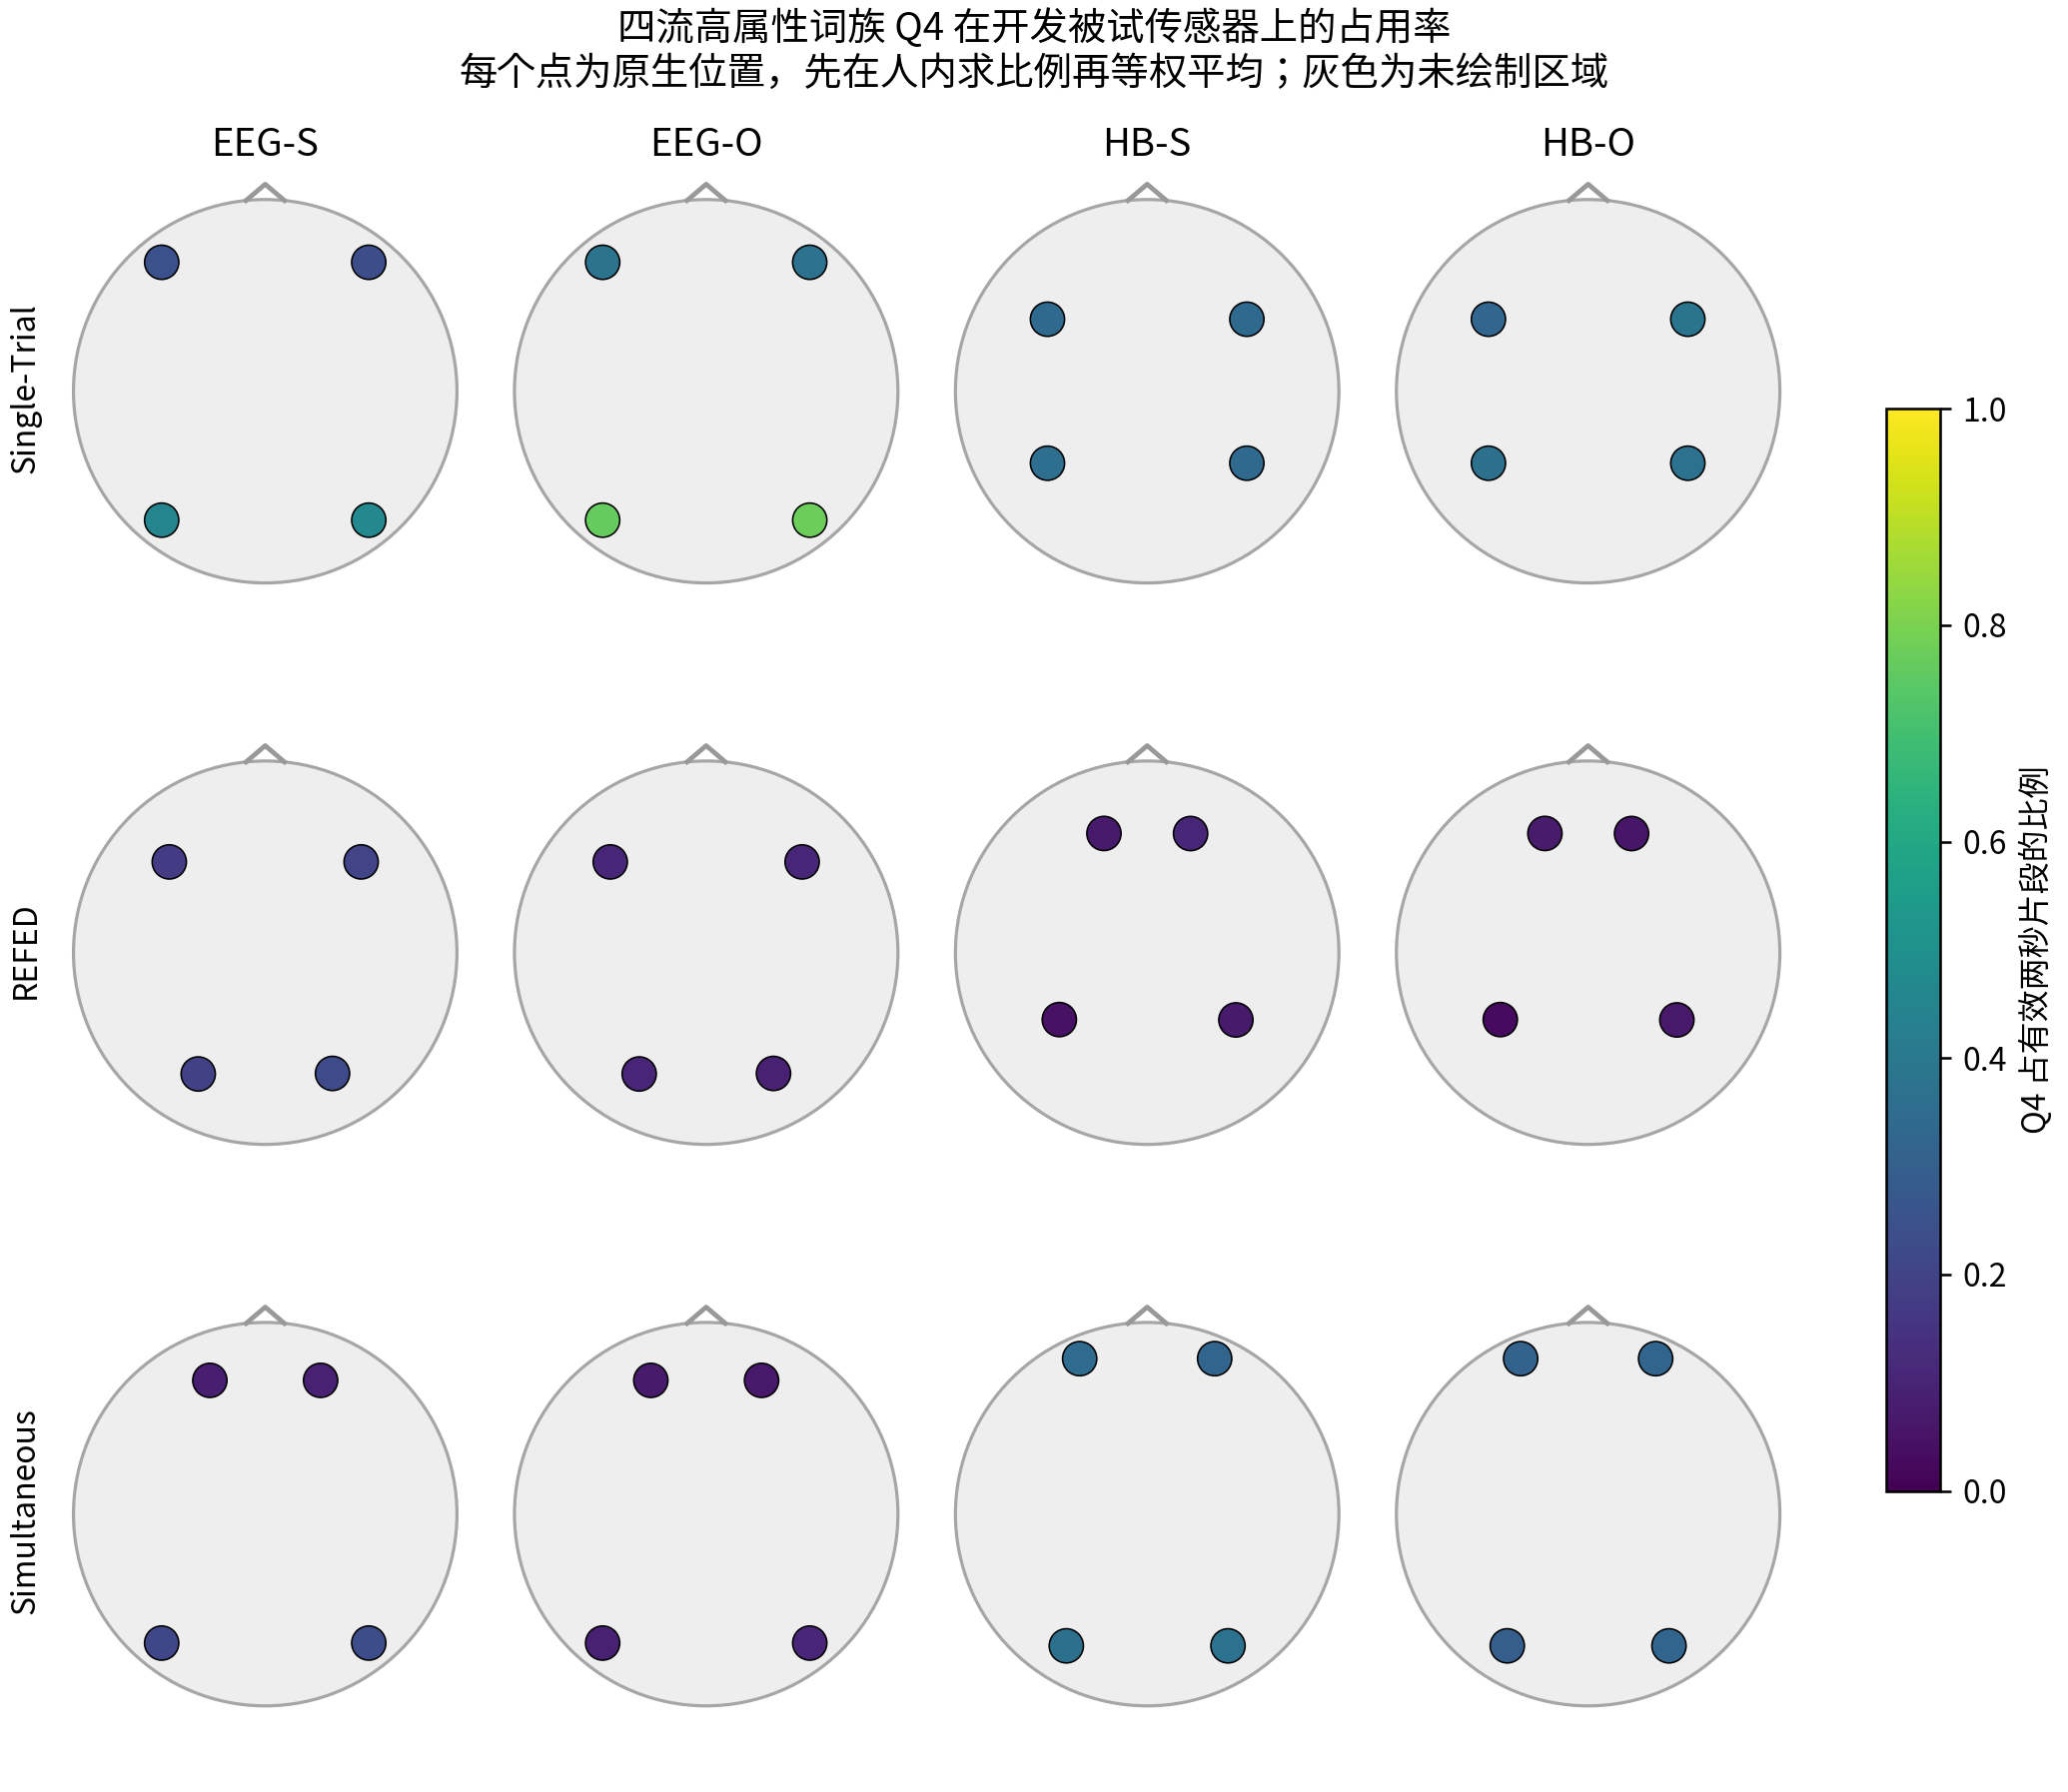 四流高属性词族 Q4 在开发被试传感器上的占用率
每个点为原生位置，先在人内求比例再等权平均；灰色为未绘制区域
EEG-S
EEG-O
HB-S
HB-O
Single-Trial
REFED
Simultaneous
1.0
0.8
0.6
0.4
0.2
0.0
Q4 占有效两秒片段的比例